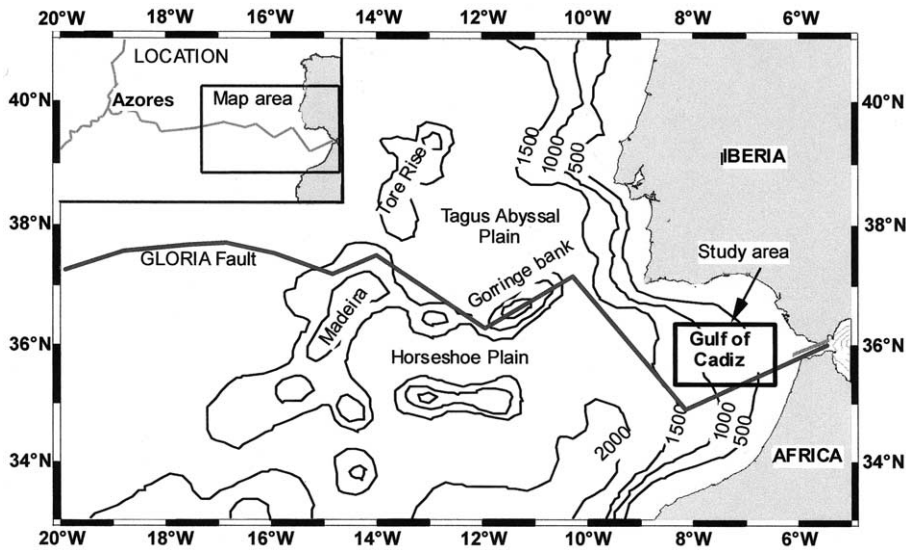 20°W 18°W 16°W 14°W 12°W 10°W 8°W 6°W
LOCATION
Azores
Map area
40°N
40°N
1500
1000
500
IBERIA
Tore Rise
38°N
38°N
Tagus Abyssal
Plain
Study area
GLORIA Fault
Gorringe bank
Madeira
Gulf of
Cadiz
36°N
36°N
Horseshoe Plain
2000
1500
1000
500
34°N
34°N
AFRICA
20°W 18°W 16°W 14°W 12°W 10°W 8°W 6°W